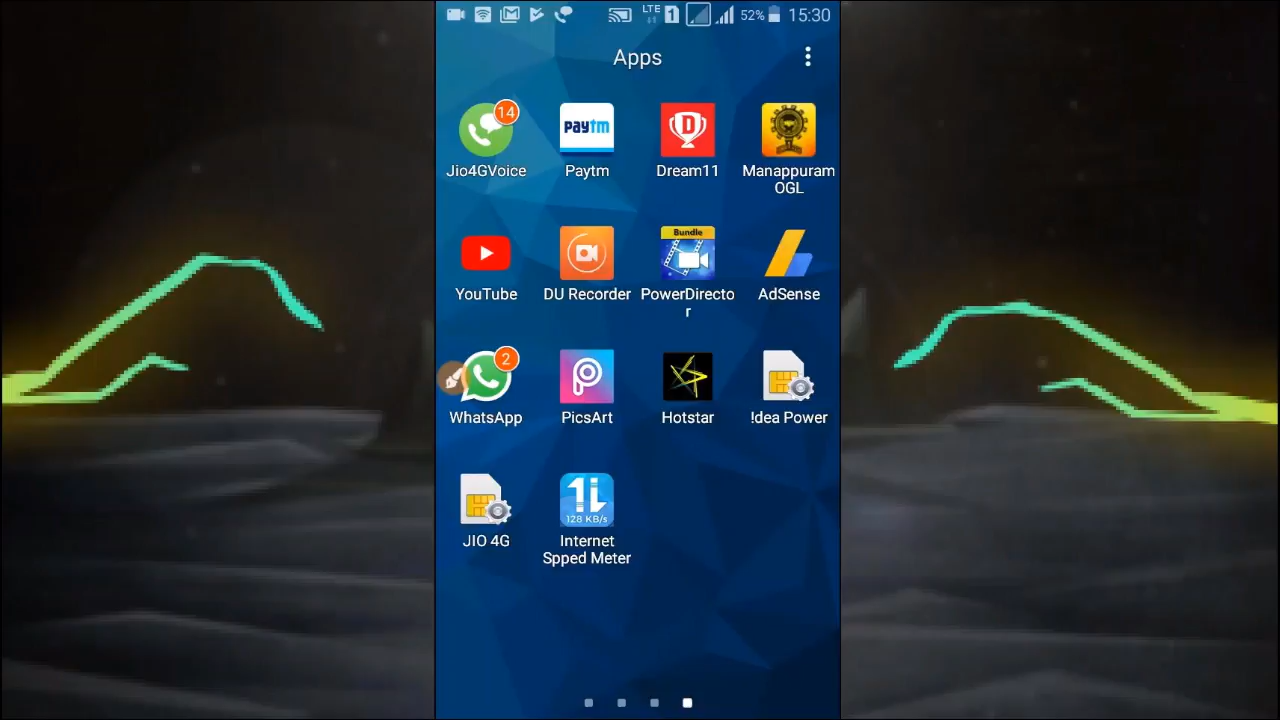 LTE 1 52% 15:30
Apps
14
Paytm
D
Jio4GVoice Paytm Dream11 Manappuram
OGL
Bundle
YouTube DU Recorder PowerDirecto AdSense
r
2
WhatsApp PicsArt Hotstar !dea Power
128 KB/s
JIO 4G Internet
Spped Meter